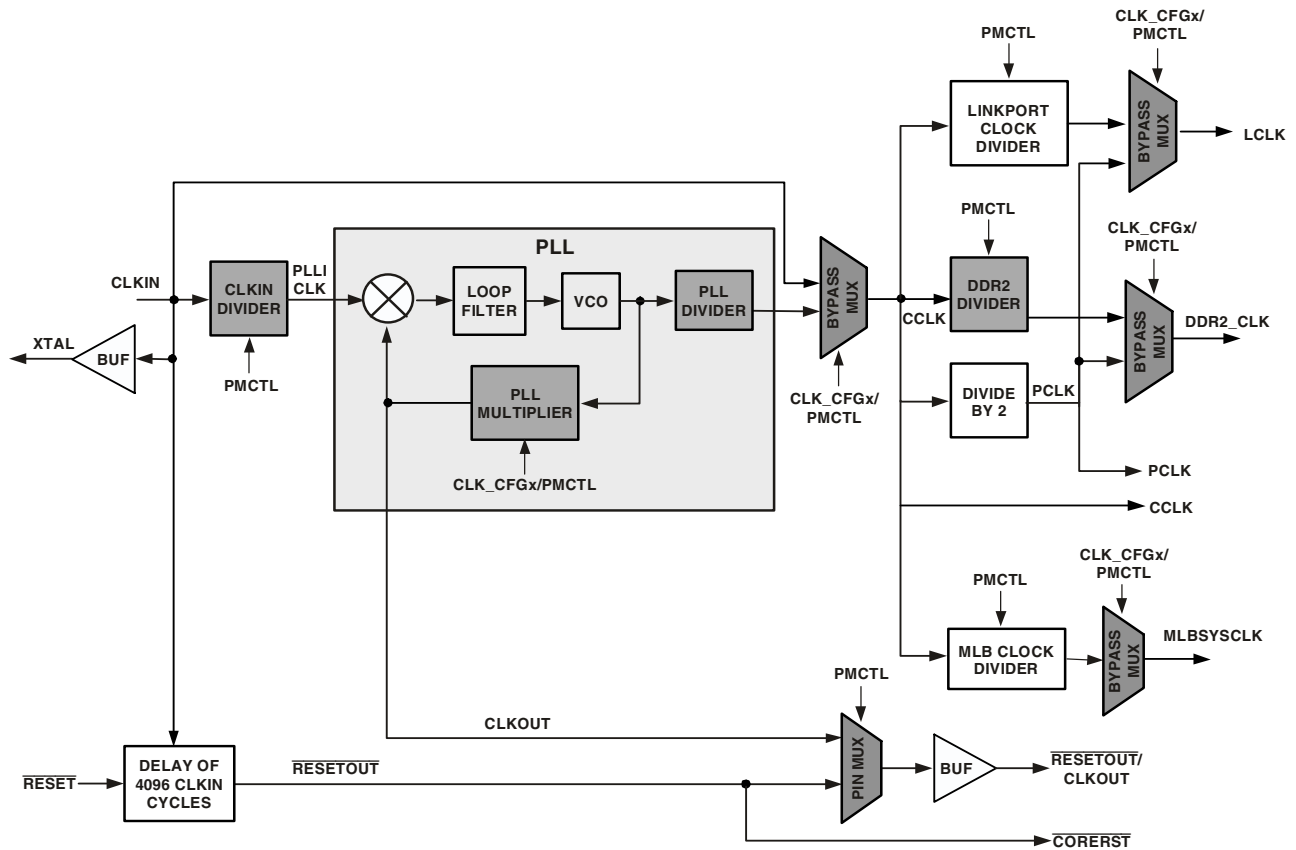 CLK_CFGx/
PMCTL
PMCTL
LINKPORT
CLOCK
DIVIDER
BYPASS
MUX
LCLK
PMCTL
CLK_CFGx/
PMCTL
PLL
CLKIN
CLKIN
DIVIDER
PLLI
CLK
LOOP
FILTER
VCO
PLL
DIVIDER
BYPASS
MUX
CCLK
DDR2
DIVIDER
BYPASS
MUX
DDR2_CLK
XTAL
BUF
PMCTL
PLL
MULTIPLIER
CLK_CFGx/
PMCTL
DIVIDE
BY 2
PCLK
CLK_CFGx/PMCTL
PCLK
CCLK
CLK_CFGx/
PMCTL
PMCTL
MLB CLOCK
DIVIDER
BYPASS
MUX
MLBSYSCLK
PMCTL
CLKOUT
RESET
DELAY OF
4096 CLKIN
CYCLES
RESETOUT
PIN MUX
BUF
RESETOUT/
CLKOUT
CORERST